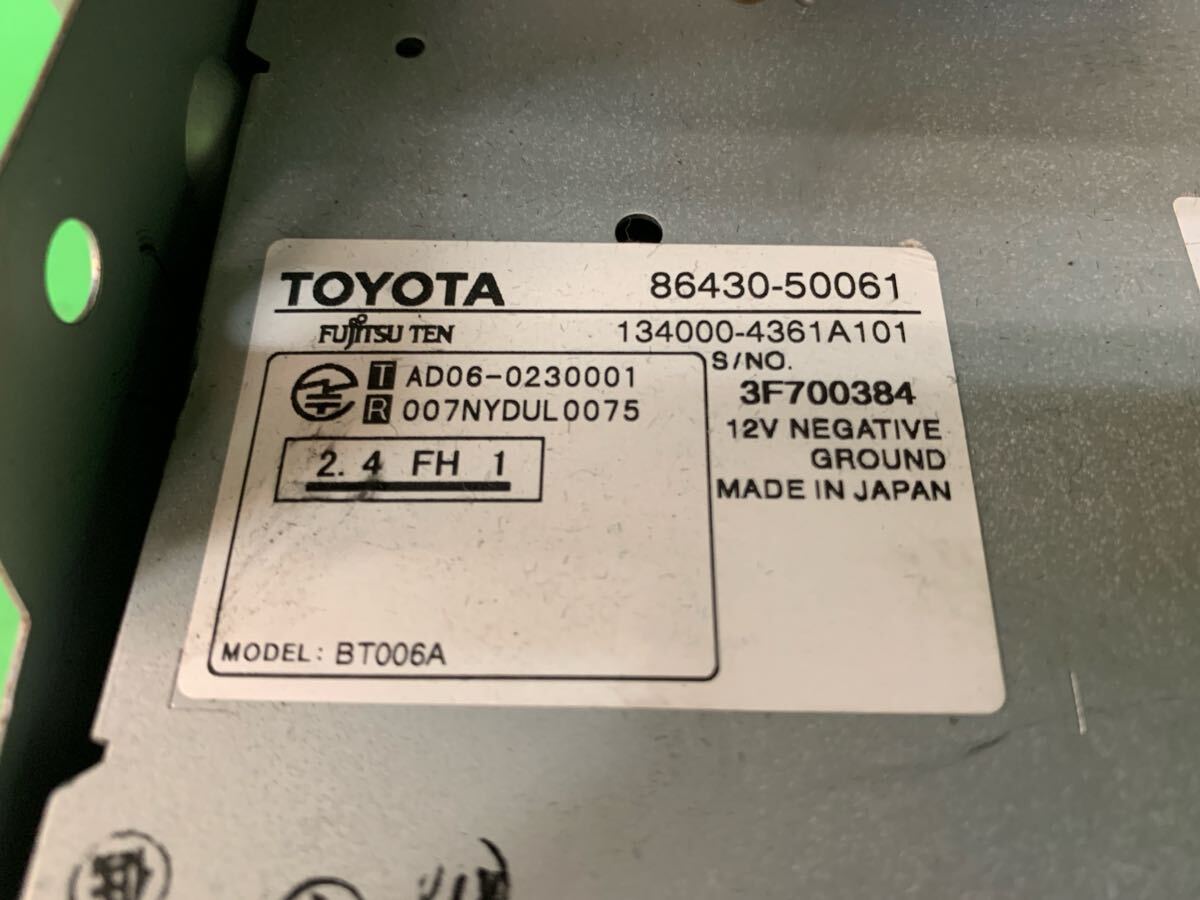 TOYOTA 86430-50061
FUJITSU TEN 134000-4361A101
T AD06-0230001
R 007NYDUL0075
2.4 FH 1
MODEL: BT006A
S/NO.
3F700384
12V NEGATIVE
GROUND
MADE IN JAPAN